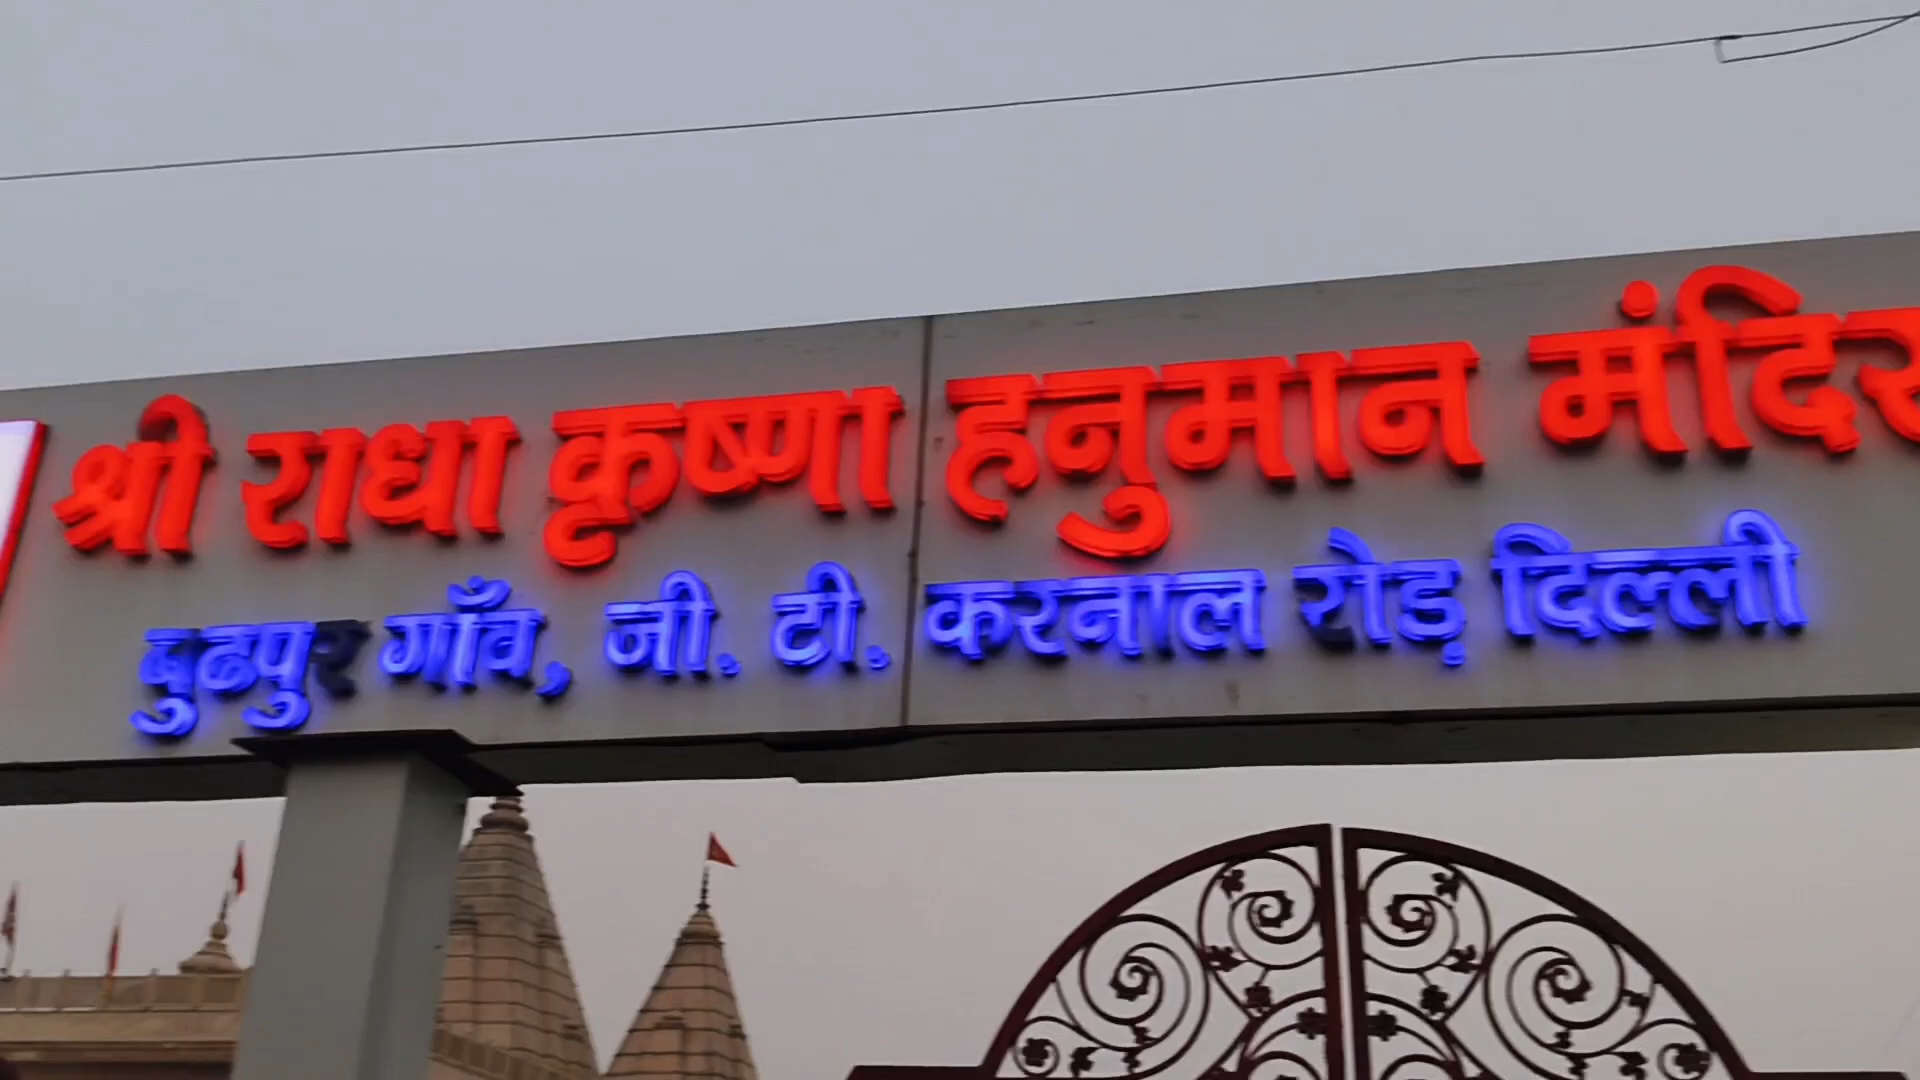 श्री राधा कृष्णा हनुमान मंदिर
बुढपुर गाँव, जी. टी. करनाल रोड़ दिल्ली